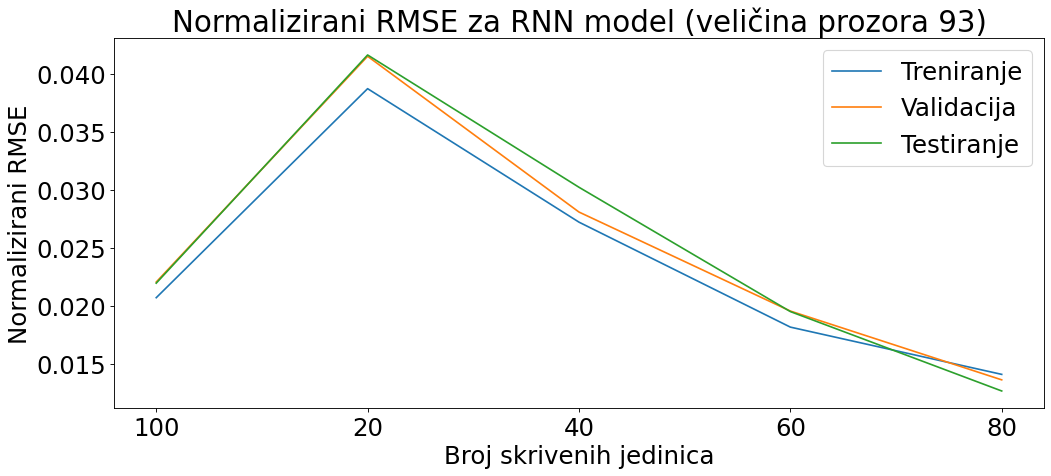 Normalizirani RMSE za RNN model (veličina prozora 93)
Treniranje
Validacija
Testiranje
Normalizirani RMSE
0.040
0.035
0.030
0.025
0.020
0.015
100 20 40 60 80
Broj skrivenih jedinica